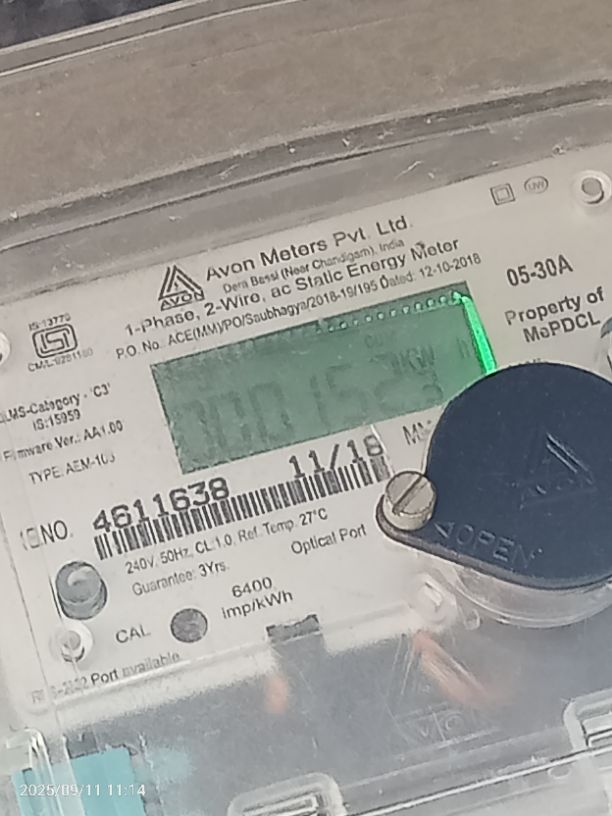 UW
Avon Meters Pvt. Ltd.
Dera Bassi (Near Chandigarh), India
AVON
1-Phase, 2-Wire, ac Static Energy Meter
P.O. No. ACE(MM)/PO/Saubhagya/2018-19/195 Dated: 12-10-2018
05-30A
Property of
MePDCL
IS:13779
ISI
Category - 'C3'
IS:15959
Firmware Ver.: AA1.00
TYPE: AEM-103
kW
11/18
NO. 4611638
240V, 50Hz, CL:1.0, Ref. Temp. 27°C
Guarantee: 3Yrs.
Optical Port
6400
imp/kWh
CAL
Port available
OPEN
AVON
2025/09/11 11:14